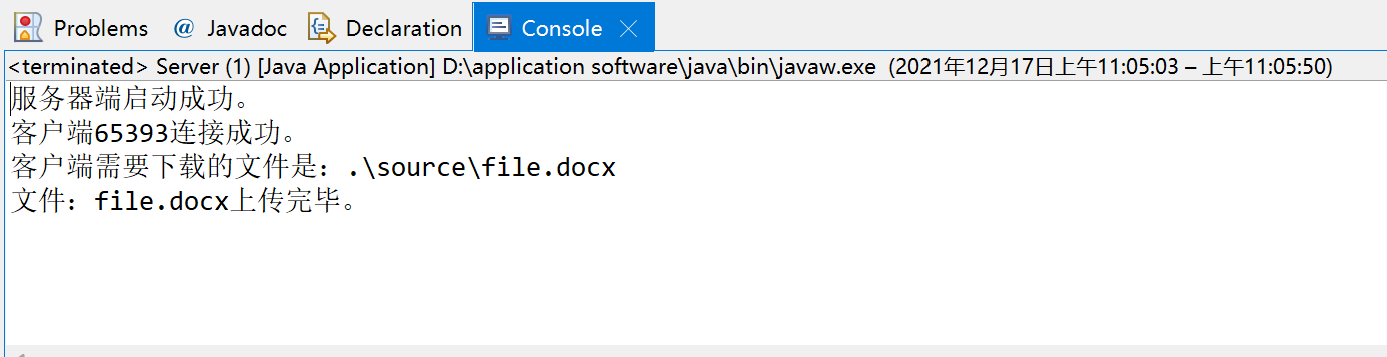 Problems @ Javadoc Declaration Console
<terminated> Server (1) [Java Application] D:\application software\java\bin\javaw.exe (2021年12月17日上午11:05:03 – 上午11:05:50)
服务器端启动成功。
客户端65393连接成功。
客户端需要下载的文件是：.\source\file.docx
文件：file.docx上传完毕。